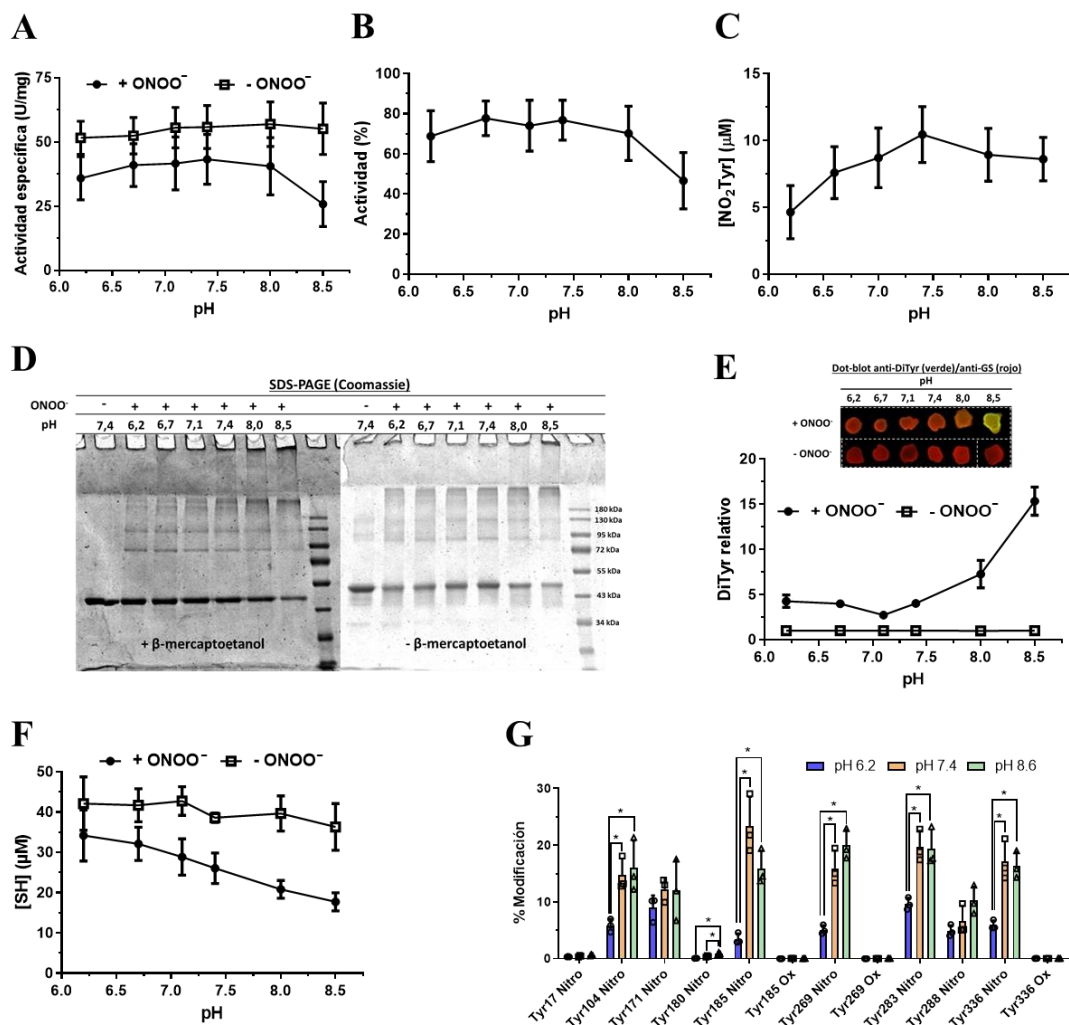 A
+ ONOO⁻
- ONOO⁻
Actividad específica (U/mg)
75
50
25
0
6.0 6.5 7.0 7.5 8.0 8.5
pH
B
Actividad (%)
100
80
60
40
20
0
6.0 6.5 7.0 7.5 8.0 8.5
pH
C
[NO₂Tyr] (µM)
15
10
5
0
6.0 6.5 7.0 7.5 8.0 8.5
pH
D
SDS-PAGE (Coomassie)
ONOO⁻ - + + + + + + - + + + + + +
pH 7,4 6,2 6,7 7,1 7,4 8,0 8,5 7,4 6,2 6,7 7,1 7,4 8,0 8,5
180 kDa
130 kDa
95 kDa
72 kDa
55 kDa
43 kDa
34 kDa
+ β-mercaptoetanol
- β-mercaptoetanol
E
Dot-blot anti-DiTyr (verde)/anti-GS (rojo)
pH
6,2 6,7 7,1 7,4 8,0 8,5
+ ONOO⁻
- ONOO⁻
DiTyr relativo
20
15
10
5
0
+ ONOO⁻
- ONOO⁻
6.0 6.5 7.0 7.5 8.0 8.5
pH
F
+ ONOO⁻
- ONOO⁻
[SH] (µM)
50
40
30
20
10
0
6.0 6.5 7.0 7.5 8.0 8.5
pH
G
pH 6.2
pH 7.4
pH 8.6
% Modificación
30
20
10
0
* * * * * * * * * * * *
Tyr17 Nitro
Tyr104 Nitro
Tyr171 Nitro
Tyr180 Nitro
Tyr185 Nitro
Tyr185 Ox
Tyr269 Nitro
Tyr269 Ox
Tyr283 Nitro
Tyr288 Nitro
Tyr336 Nitro
Tyr336 Ox